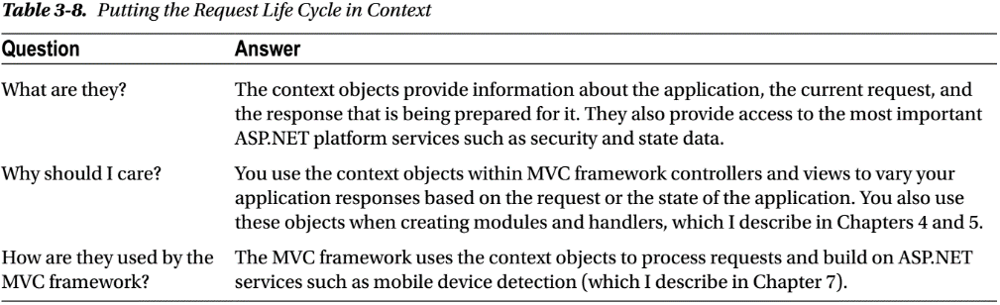 Table 3-8. Putting the Request Life Cycle in Context
Question Answer
What are they? The context objects provide information about the application, the current request, and
the response that is being prepared for it. They also provide access to the most important
ASP.NET platform services such as security and state data.
Why should I care? You use the context objects within MVC framework controllers and views to vary your
application responses based on the request or the state of the application. You also use
these objects when creating modules and handlers, which I describe in Chapters 4 and 5.
How are they used by the The MVC framework uses the context objects to process requests and build on ASP.NET
MVC framework? services such as mobile device detection (which I describe in Chapter 7).